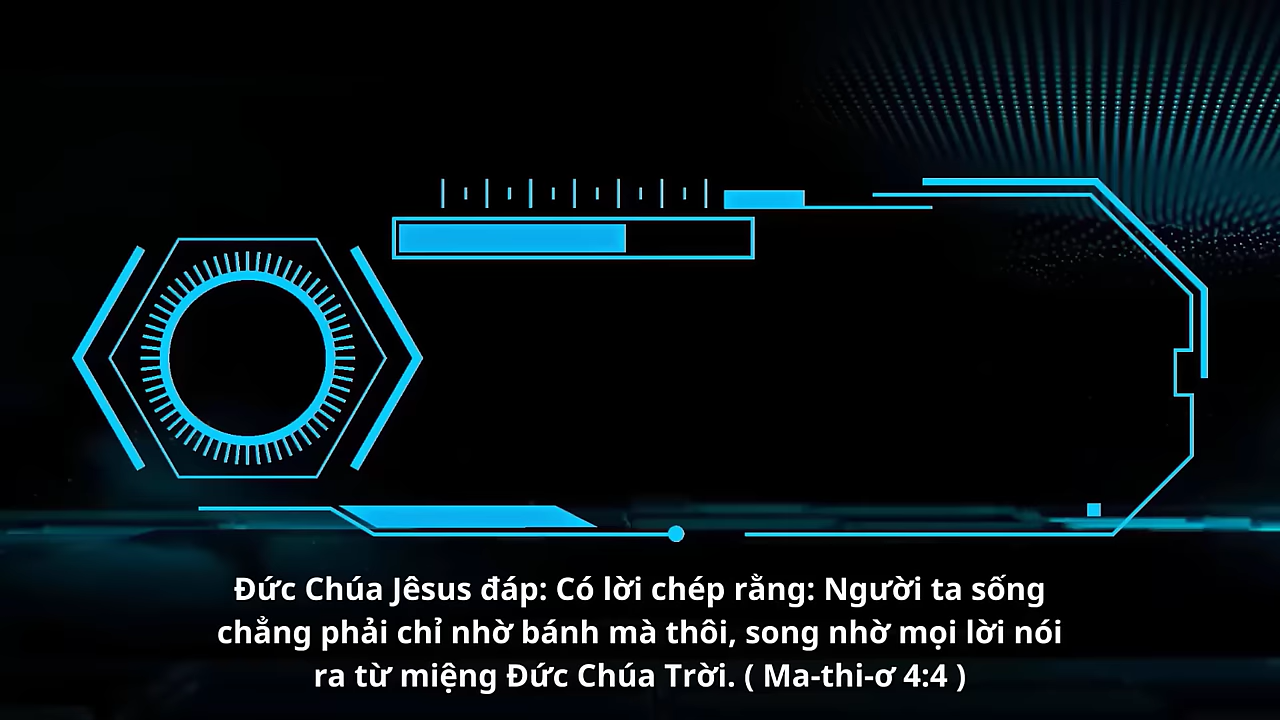 Đức Chúa Jêsus đáp: Có lời chép rằng: Người ta sống
chẳng phải chỉ nhờ bánh mà thôi, song nhờ mọi lời nói
ra từ miệng Đức Chúa Trời. ( Ma-thi-ơ 4:4 )